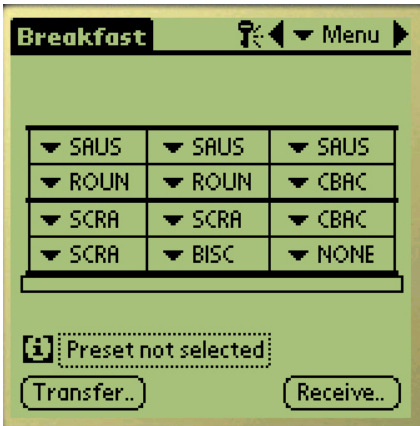 Breakfast Menu
SAUS SAUS SAUS
ROUN ROUN CBAC
SCRA SCRA CBAC
SCRA BISC NONE
Preset not selected
Transfer.. Receive..